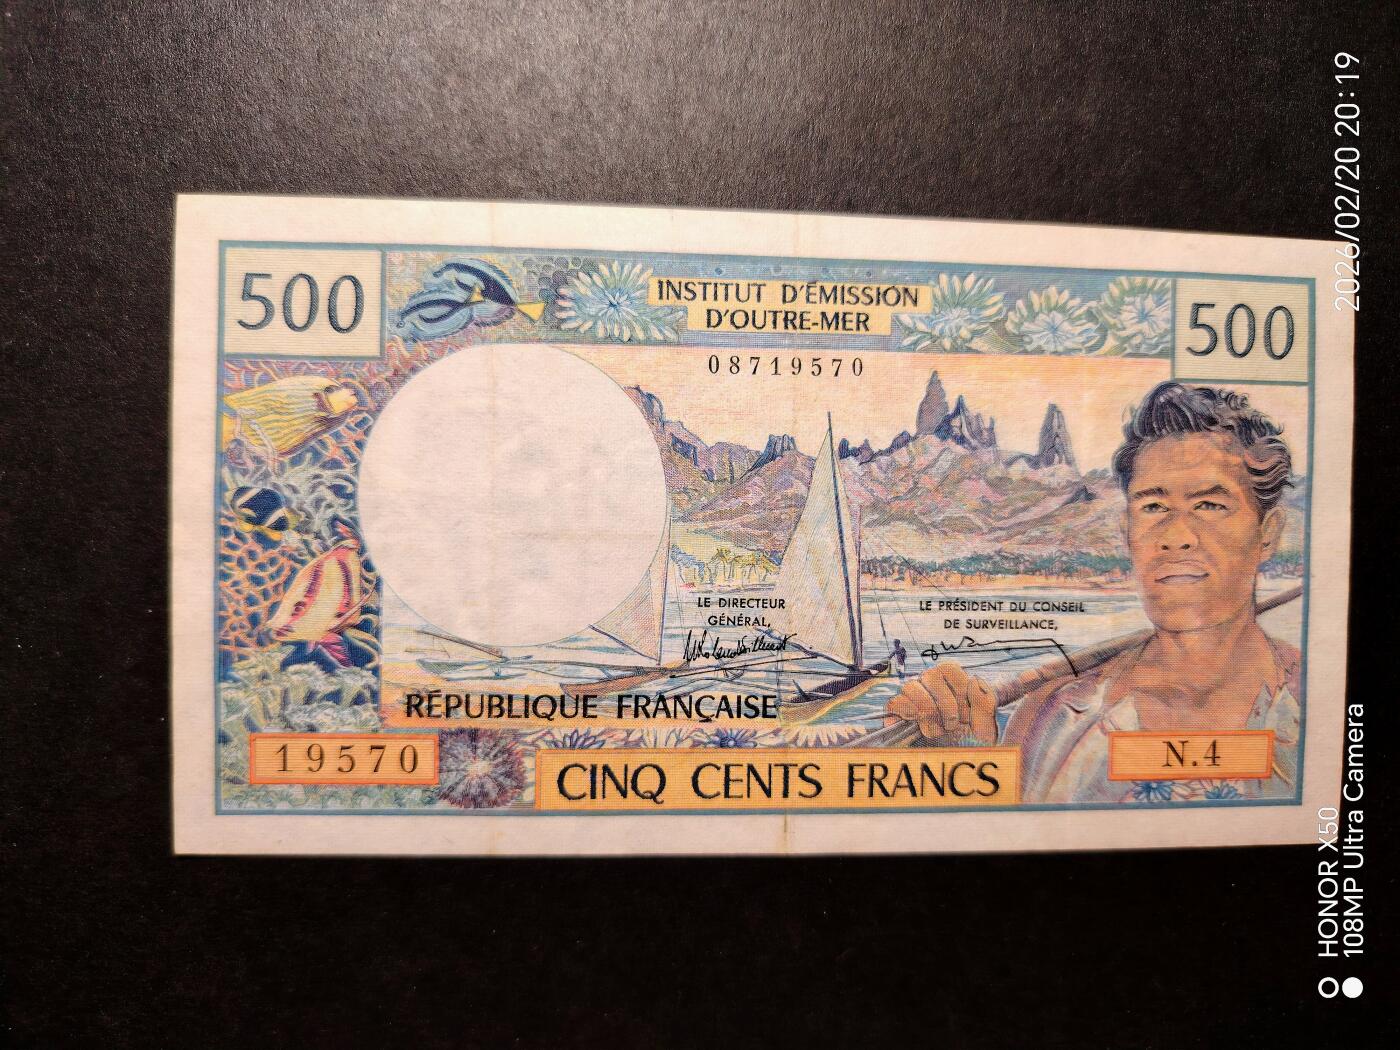 500
INSTITUT D'ÉMISSION
D'OUTRE-MER
500
08719570
LE DIRECTEUR
GÉNÉRAL,
LE PRÉSIDENT DU CONSEIL
DE SURVEILLANCE,
RÉPUBLIQUE FRANÇAISE
19570
CINQ CENTS FRANCS
N.4
2026/02/20 20:19
HONOR X50
108MP Ultra Camera